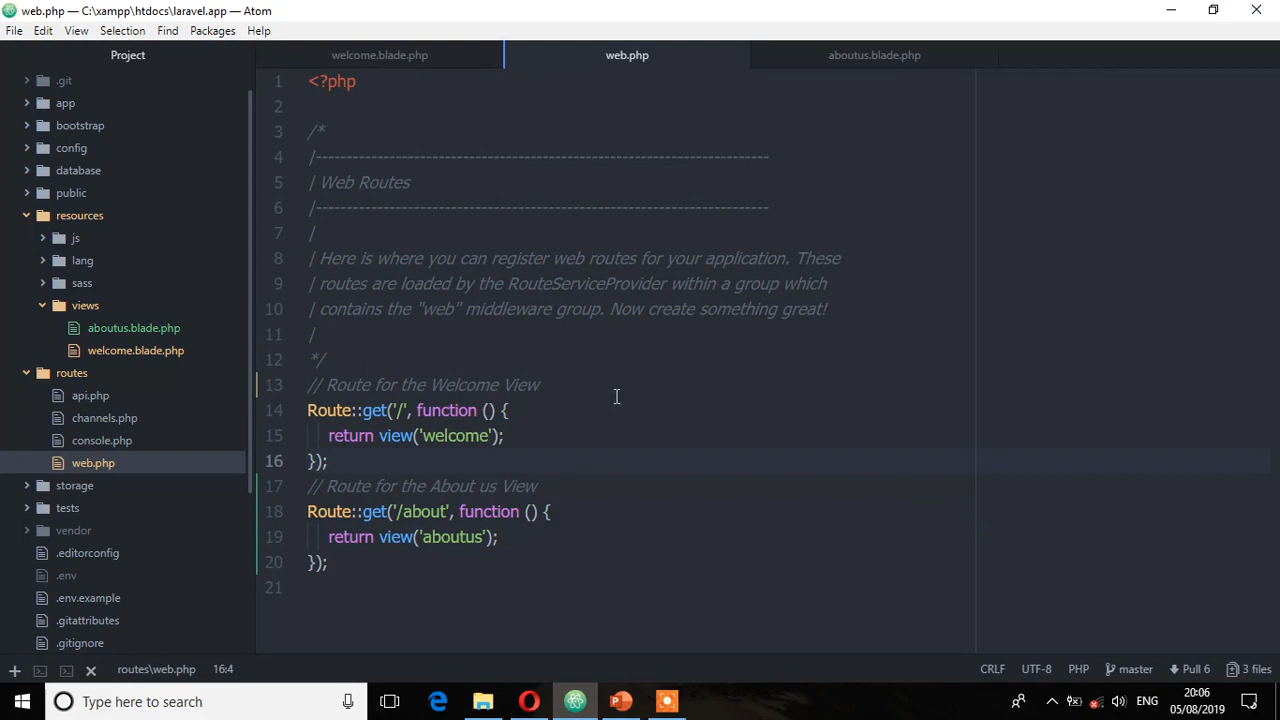 web.php — C:\xampp\htdocs\laravel.app — Atom
File Edit View Selection Find Packages Help
Project
welcome.blade.php web.php aboutus.blade.php
.git
app
bootstrap
config
database
public
resources
js
lang
sass
views
aboutus.blade.php
welcome.blade.php
routes
api.php
channels.php
console.php
web.php
storage
tests
vendor
.editorconfig
.env
.env.example
.gitattributes
.gitignore
1 <?php
2
3 /*
4 |--------------------------------------------------------------------------
5 | Web Routes
6 |--------------------------------------------------------------------------
7 |
8 | Here is where you can register web routes for your application. These
9 | routes are loaded by the RouteServiceProvider within a group which
10 | contains the "web" middleware group. Now create something great!
11 |
12 */
13 // Route for the Welcome View
14 Route::get('/', function () {
15 return view('welcome');
16 });
17 // Route for the About us View
18 Route::get('/about', function () {
19 return view('aboutus');
20 });
21
routes\web.php 16:4 CRLF UTF-8 PHP master Pull 6 3 files
Type here to search
ENG
20:06
05/08/2019